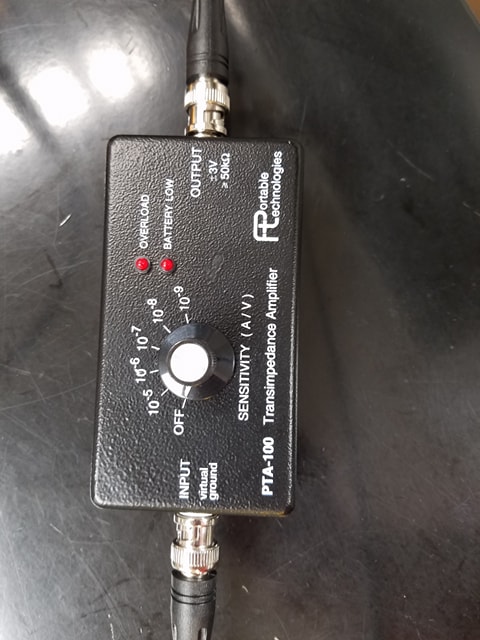 INPUT
virtual
ground
OFF
10-5
10-6
10-7
10-8
10-9
SENSITIVITY ( A / V )
OVERLOAD
BATTERY LOW
OUTPUT
±3V
≥ 50kΩ
PTA-100 Transimpedance Amplifier
Portable
Technologies